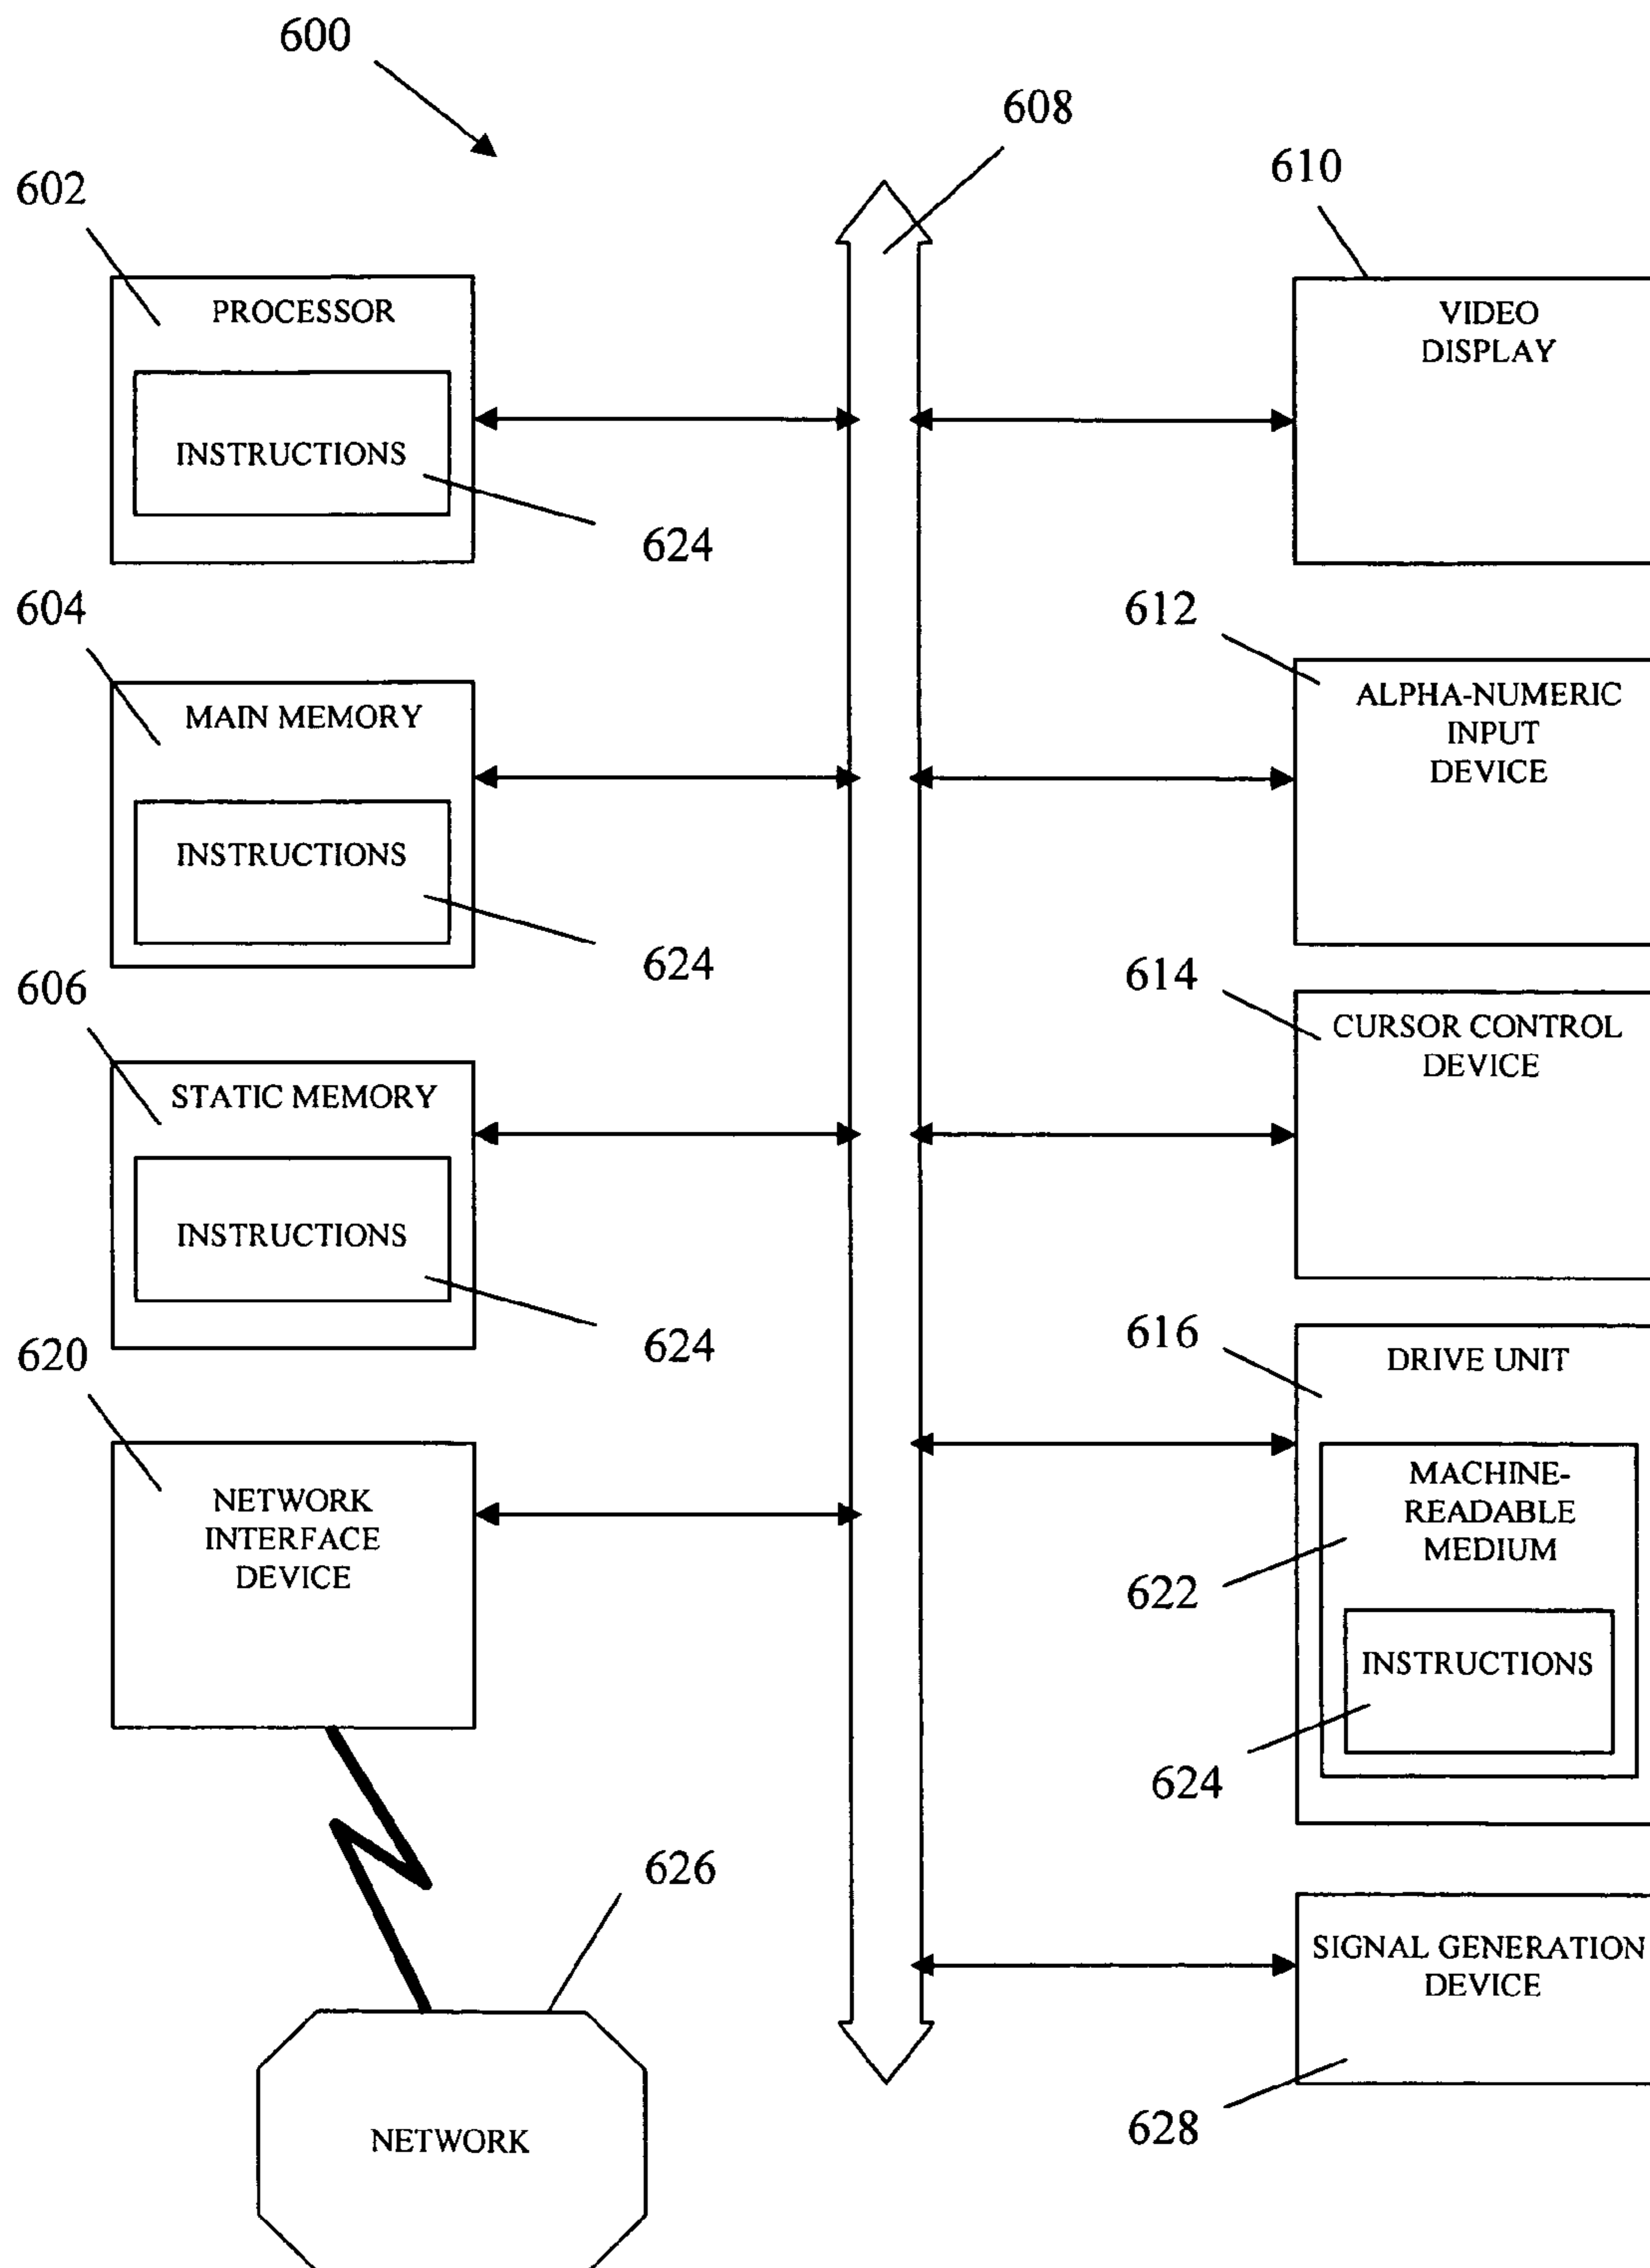 600
608
602
610
PROCESSOR
INSTRUCTIONS
624
VIDEO
DISPLAY
604
612
MAIN MEMORY
INSTRUCTIONS
624
ALPHA-NUMERIC
INPUT
DEVICE
606
614
STATIC MEMORY
INSTRUCTIONS
624
CURSOR CONTROL
DEVICE
620
616
NETWORK
INTERFACE
DEVICE
DRIVE UNIT
MACHINE-
READABLE
MEDIUM
622
INSTRUCTIONS
624
626
NETWORK
SIGNAL GENERATION
DEVICE
628